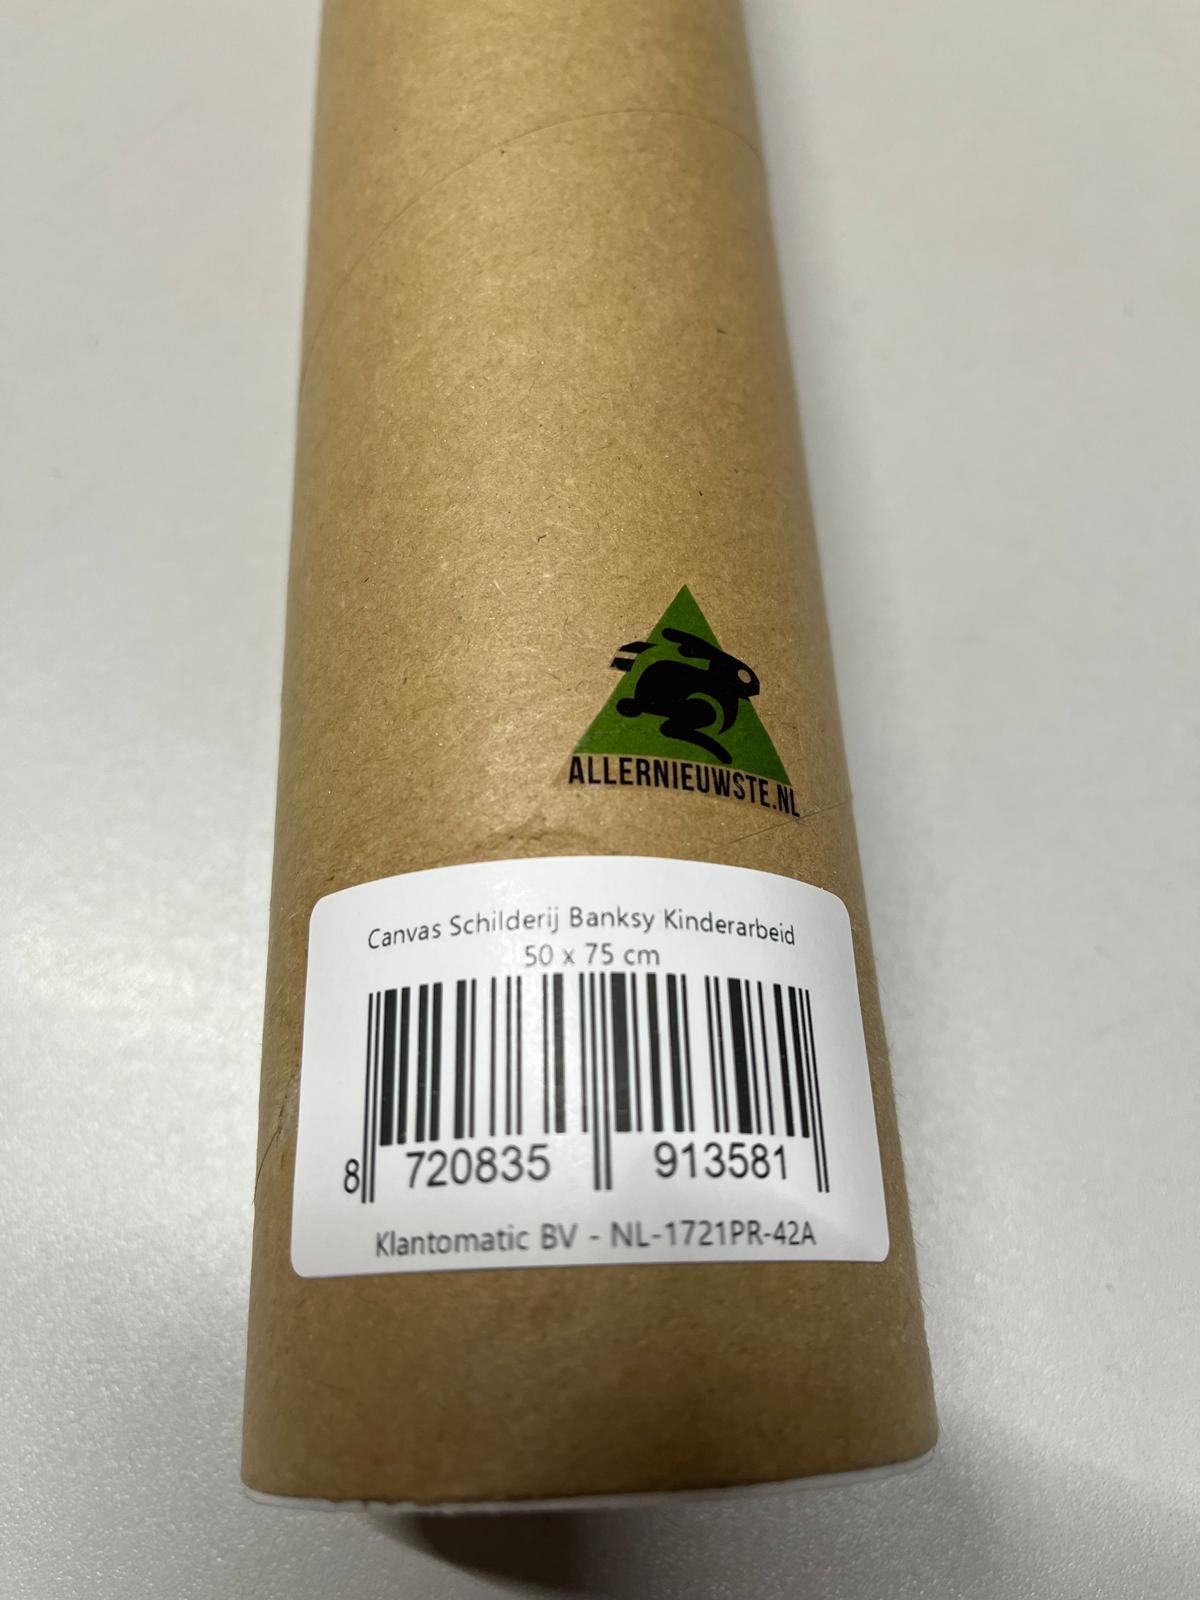 ALLERNIEUWSTE.NL
Canvas Schilderij Banksy Kinderarbeid
50 x 75 cm
8 720835 913581
Klantomatic BV - NL-1721PR-42A